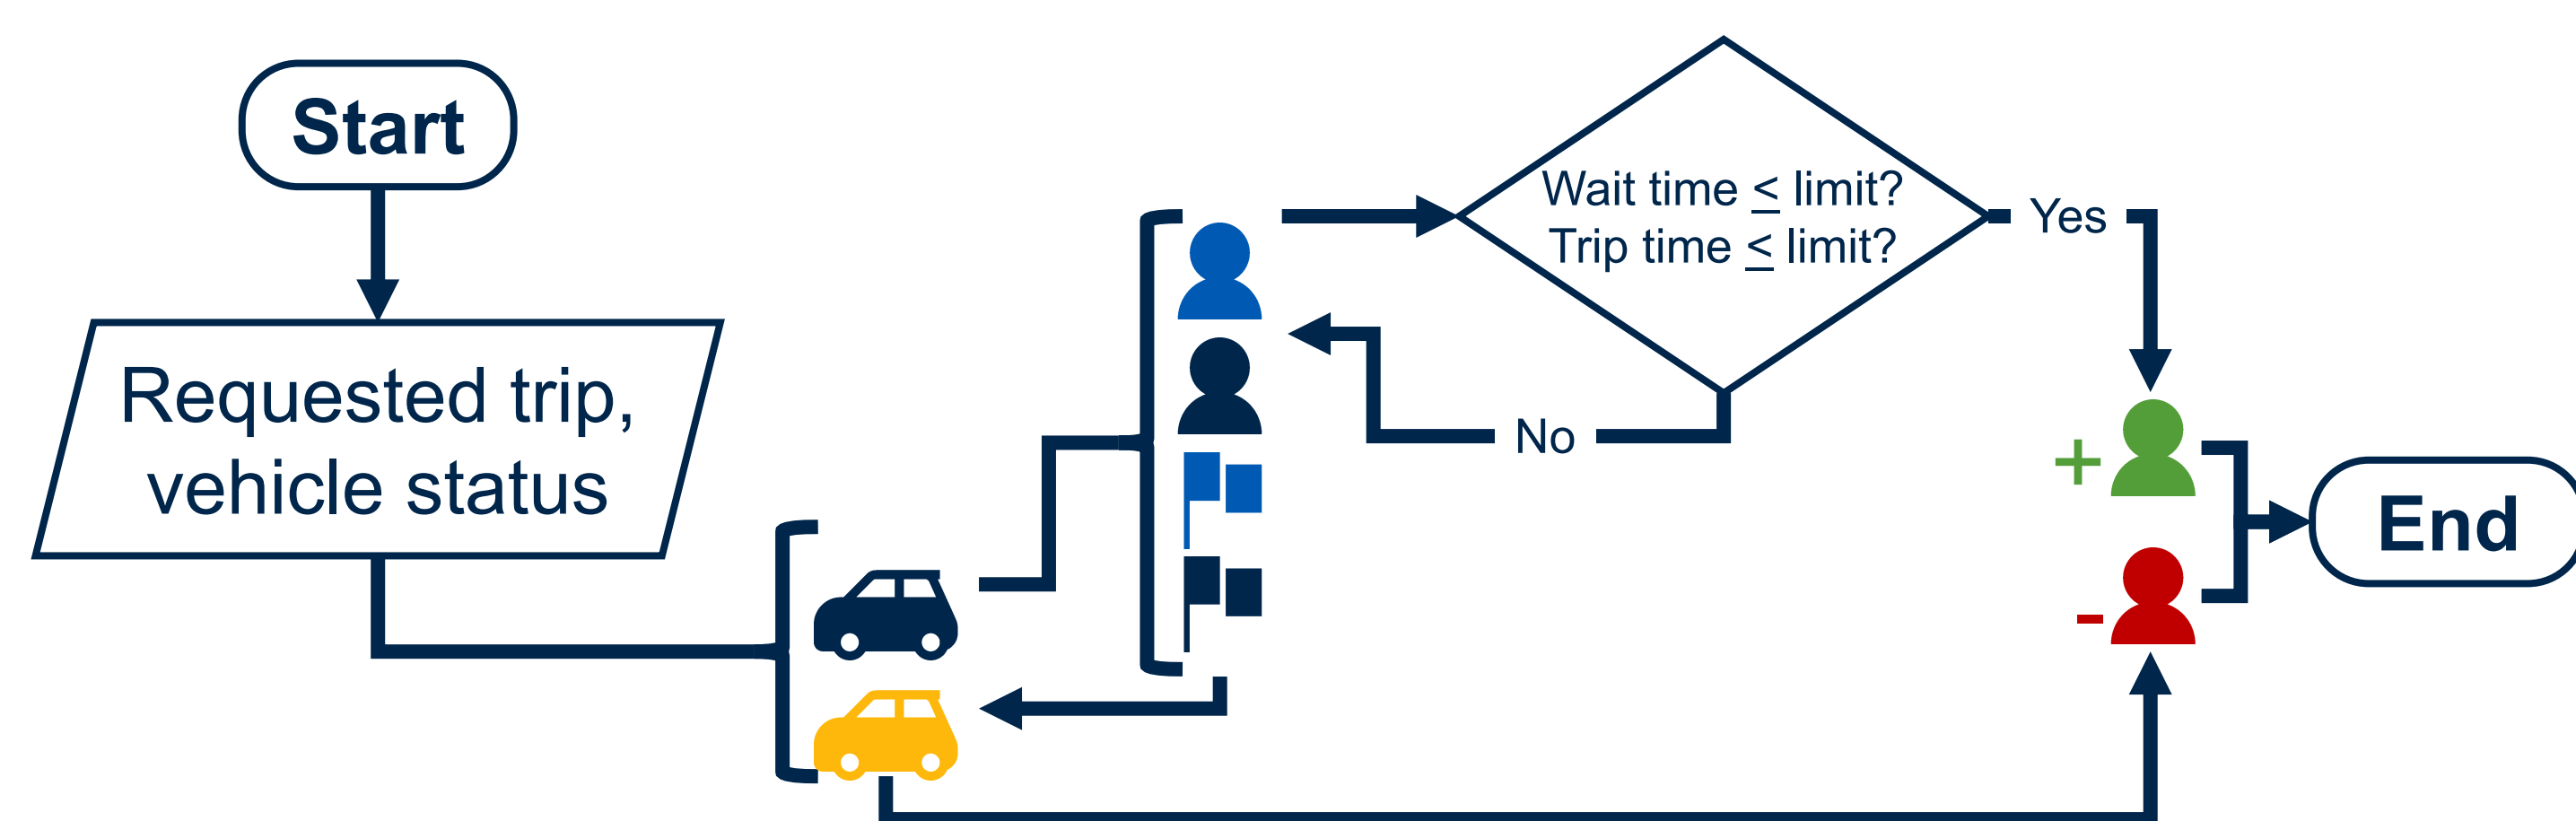 Start
Requested trip,
vehicle status
Wait time ≤ limit?
Trip time ≤ limit?
Yes
No
+
-
End